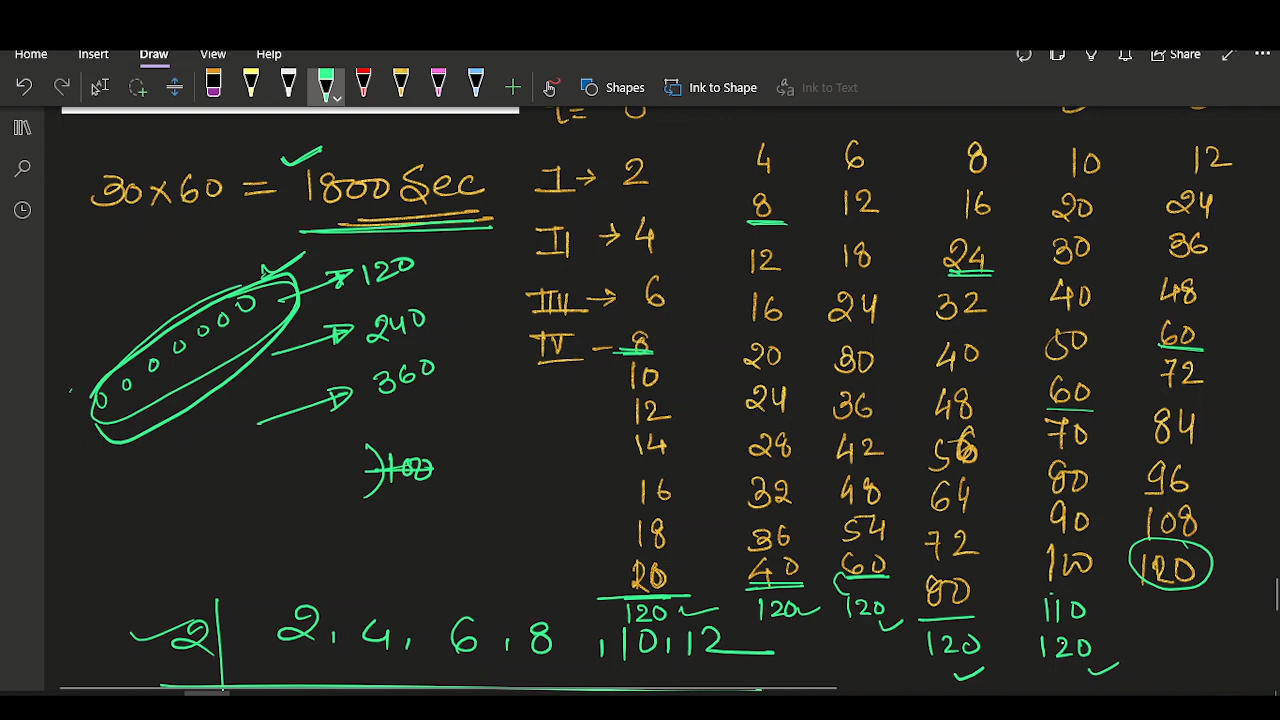 Home Insert Draw View Help Share
Shapes Ink to Shape Ink to Text
30×60 = 1800 Sec
120
240
360
I → 2 4 6 8 10 12
II → 4 8 12 16 20 24
III → 6 12 18 24 30 36
IV - 8 16 24 32 40 48
10 20 30 40 50 60
12 24 36 48 60 72
14 28 42 56 70 84
16 32 48 64 80 96
18 36 54 72 90 108
20 40 60 80 100 120
120 120 120 120 110
120
2 | 2, 4, 6, 8, 10, 12